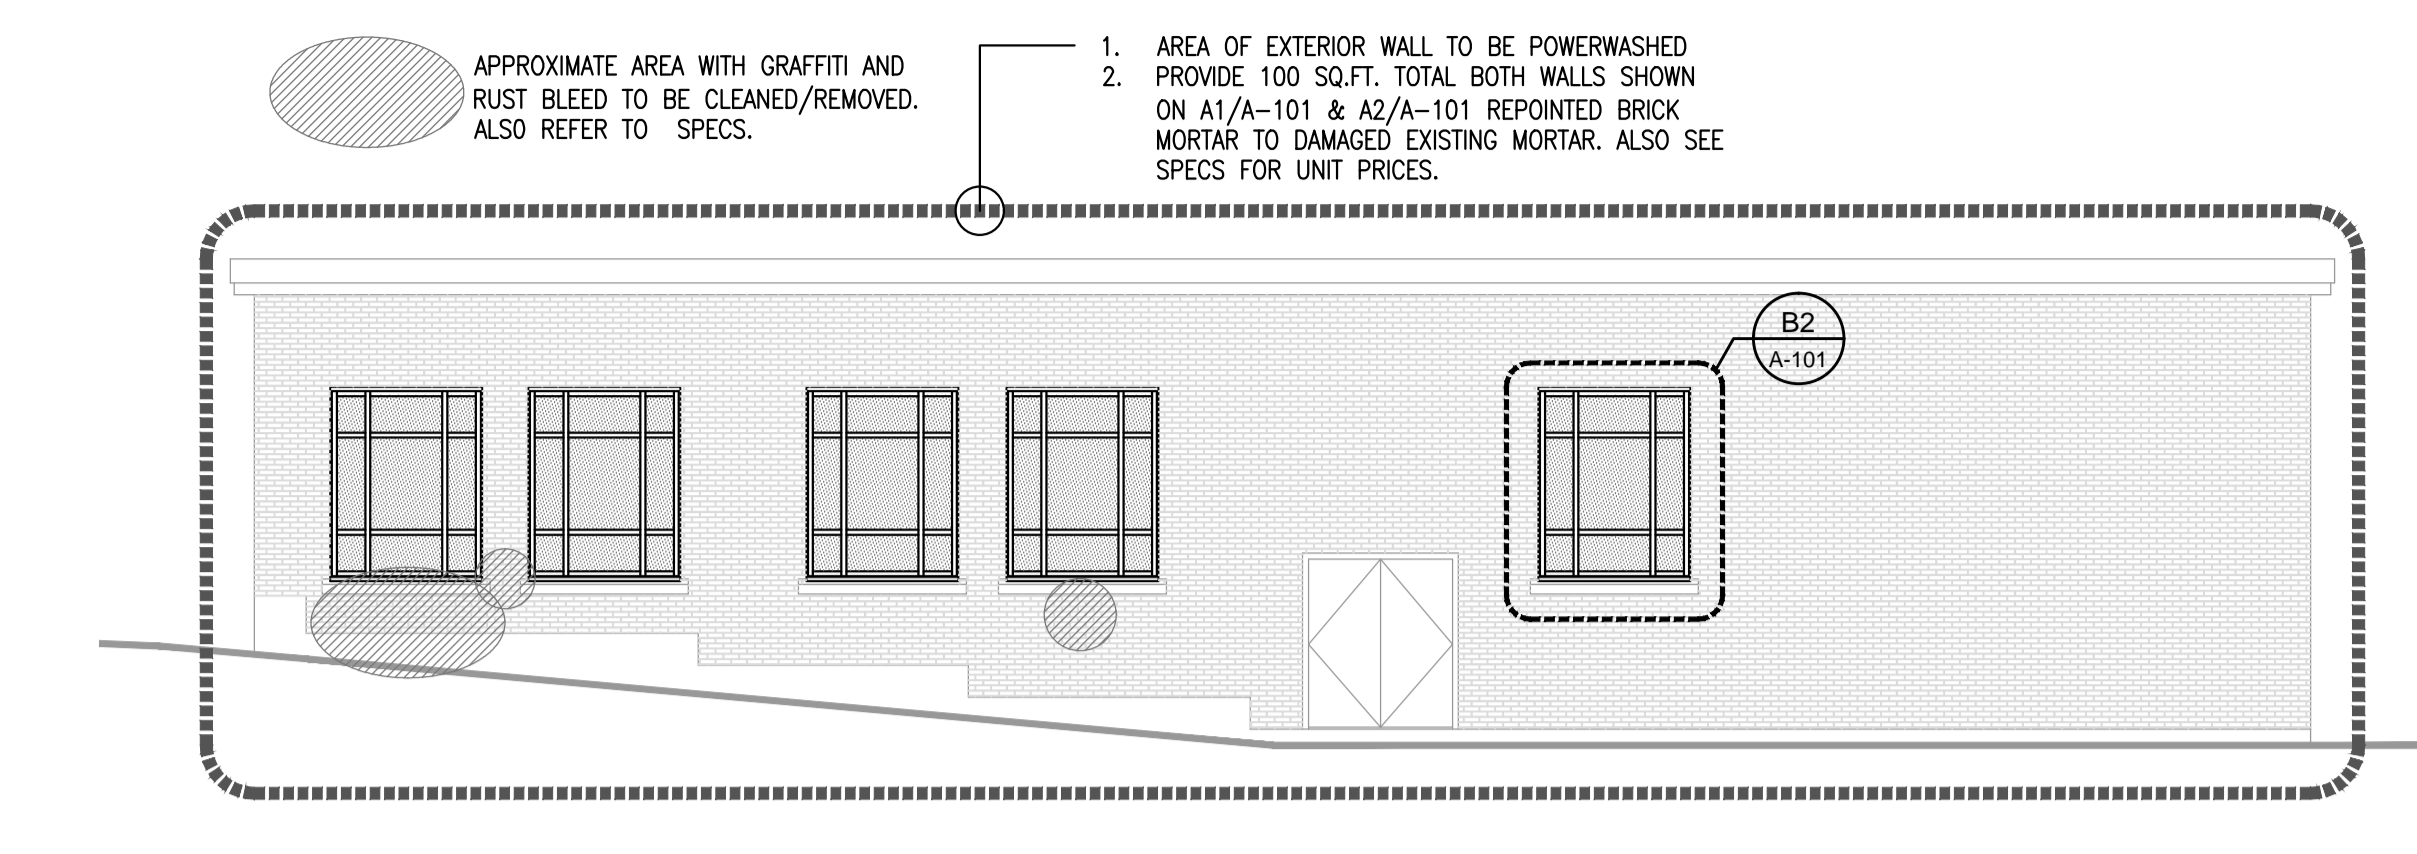 APPROXIMATE AREA WITH GRAFFITI AND
RUST BLEED TO BE CLEANED/REMOVED.
ALSO REFER TO SPECS.
1. AREA OF EXTERIOR WALL TO BE POWERWASHED
2. PROVIDE 100 SQ.FT. TOTAL BOTH WALLS SHOWN
ON A1/A-101 & A2/A-101 REPOINTED BRICK
MORTAR TO DAMAGED EXISTING MORTAR. ALSO SEE
SPECS FOR UNIT PRICES.
B2
A-101